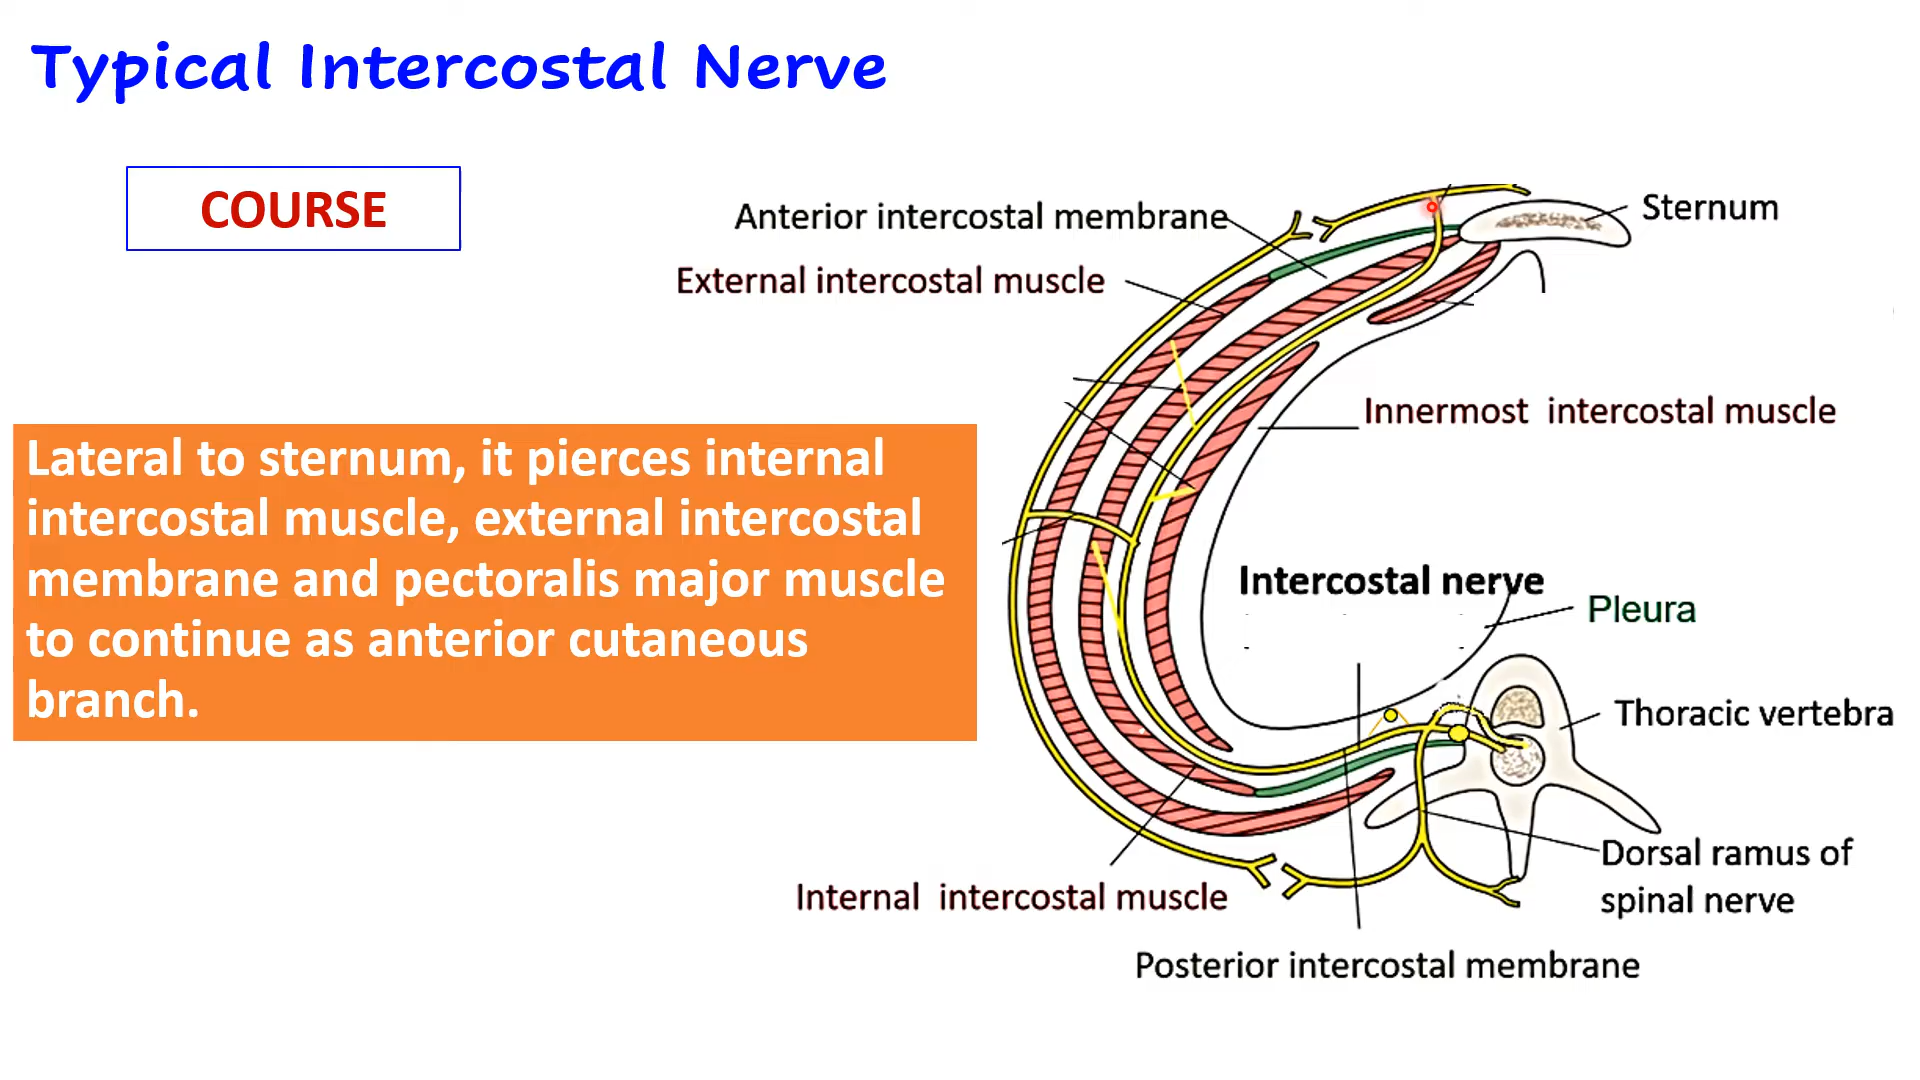 Typical Intercostal Nerve
COURSE
Lateral to sternum, it pierces internal
intercostal muscle, external intercostal
membrane and pectoralis major muscle
to continue as anterior cutaneous
branch.
Anterior intercostal membrane
Sternum
External intercostal muscle
Innermost intercostal muscle
Intercostal nerve
Pleura
Thoracic vertebra
Dorsal ramus of
spinal nerve
Internal intercostal muscle
Posterior intercostal membrane